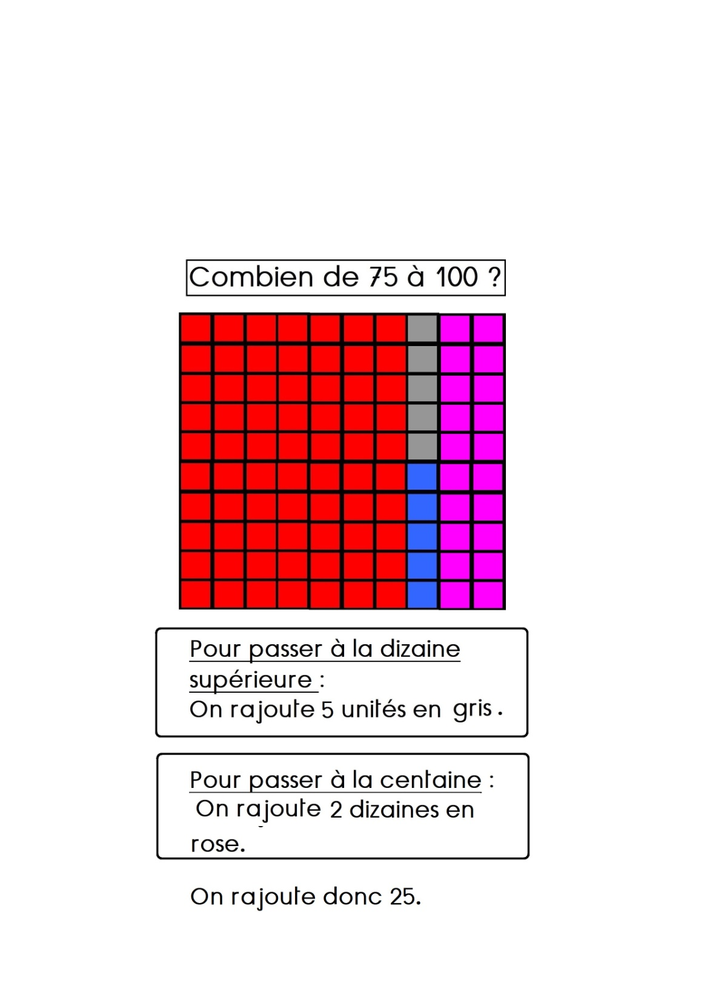 Combien de 75 à 100 ?
Pour passer à la dizaine
supérieure :
On rajoute 5 unités en gris .
Pour passer à la centaine :
On rajoute 2 dizaines en
rose.
On rajoute donc 25.